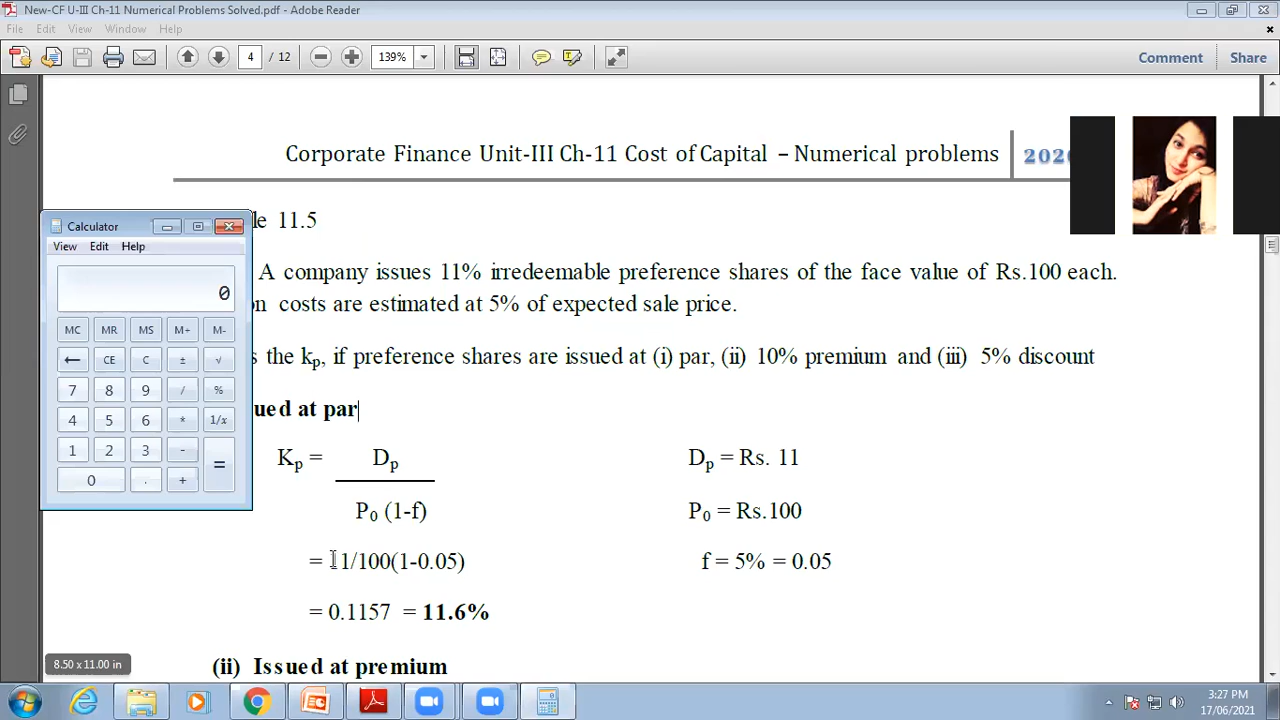 New-CF U-III Ch-11 Numerical Problems Solved.pdf - Adobe Reader
File Edit View Window Help
4 / 12 139% Comment Share
Corporate Finance Unit-III Ch-11 Cost of Capital – Numerical problems 202
le 11.5
A company issues 11% irredeemable preference shares of the face value of Rs.100 each.
on costs are estimated at 5% of expected sale price.
s the kp, if preference shares are issued at (i) par, (ii) 10% premium and (iii) 5% discount
ued at par
Kp = Dp Dp = Rs. 11
P0 (1-f) P0 = Rs.100
= 11/100(1-0.05) f = 5% = 0.05
= 0.1157 = 11.6%
(ii) Issued at premium
Calculator
View Edit Help
0
MC MR MS M+ M-
← CE C ± √
7 8 9 / %
4 5 6 * 1/x
1 2 3 - =
0 . +
8.50 x 11.00 in
3:27 PM
17/06/2021